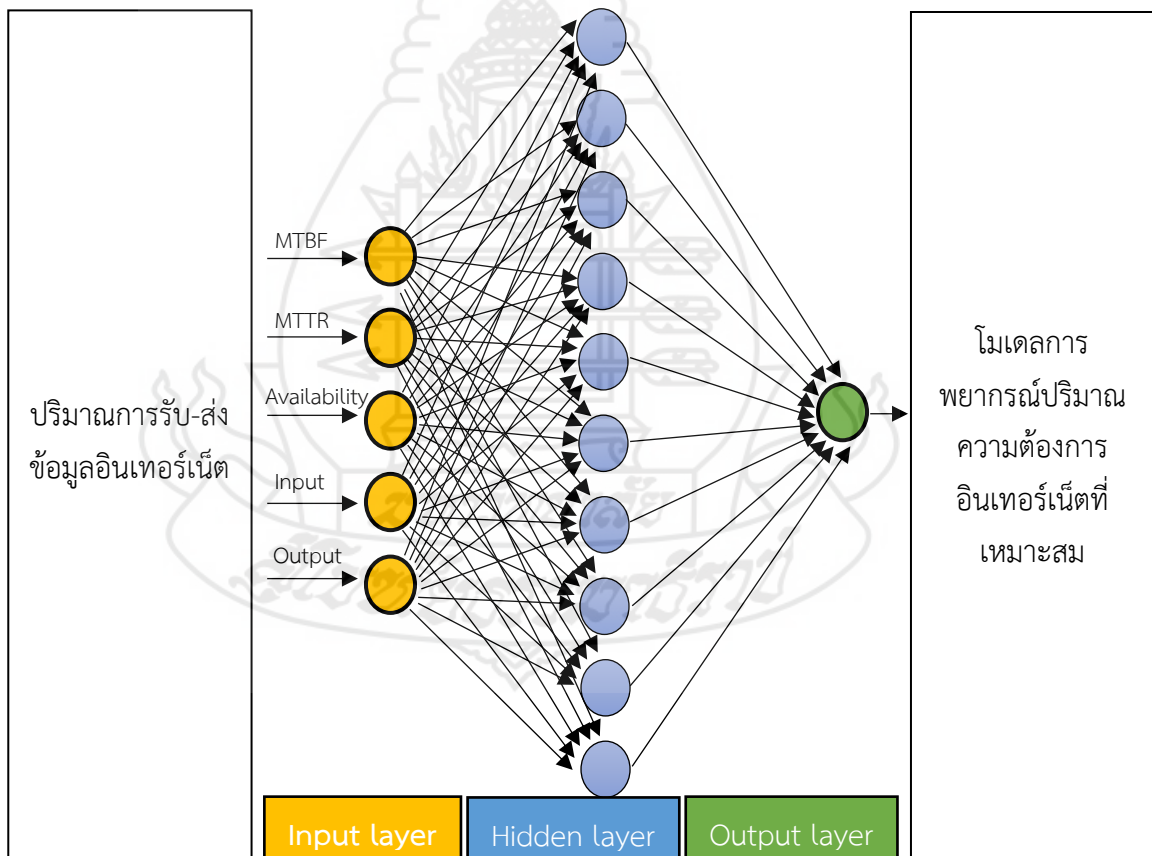 ปริมาณการรับ-ส่ง
ข้อมูลอินเทอร์เน็ต
MTBF
MTTR
Availability
Input
Output
โมเดลการ
พยากรณ์ปริมาณ
ความต้องการ
อินเทอร์เน็ตที่
เหมาะสม
Input layer
Hidden layer
Output layer